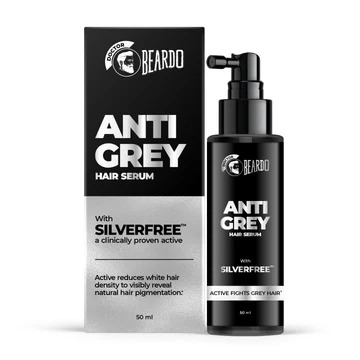 DOCTOR
BEARDO
ANTI
GREY
HAIR SERUM
With
SILVERFREE™
a clinically proven active
Active reduces white hair
density to visibly reveal
natural hair pigmentation.*
50 ml
DOCTOR
BEARDO
ANTI
GREY
HAIR SERUM
With
SILVERFREE™
ACTIVE FIGHTS GREY HAIR*
50 ml